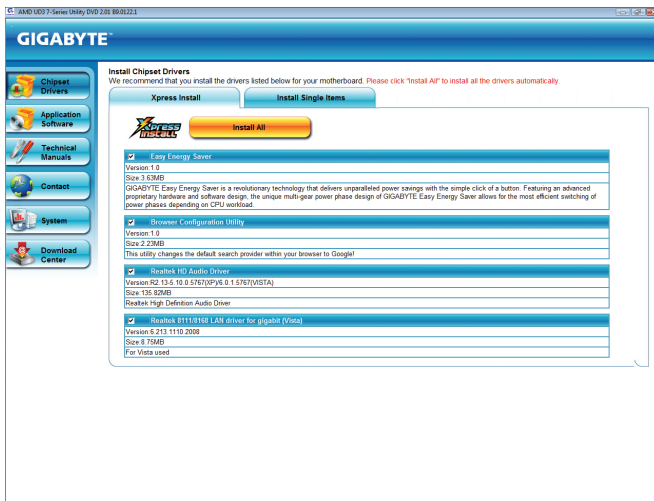 AMD UD3 7-Series Utility DVD 2.01 B9.0122.1
GIGABYTE™
Chipset
Drivers
Application
Software
Technical
Manuals
Contact
System
Download
Center
Install Chipset Drivers
We recommend that you install the drivers listed below for your motherboard. Please click "Install All" to install all the drivers automatically.
Xpress Install
Install Single Items
Xpress
Install
Install All
Easy Energy Saver
Version:1.0
Size:3.63MB
GIGABYTE Easy Energy Saver is a revolutionary technology that delivers unparalleled power savings with the simple click of a button. Featuring an advanced
proprietary hardware and software design, the unique multi-gear power phase design of GIGABYTE Easy Energy Saver allows for the most efficient switching of
power phases depending on CPU workload.
Browser Configuration Utility
Version:1.0
Size:2.23MB
This utility changes the default search provider within your browser to Google!
Realtek HD Audio Driver
Version:R2.13-5.10.0.5767(XP)/6.0.1.5767(VISTA)
Size:135.82MB
Realtek High Definition Audio Driver
Realtek 8111/8168 LAN driver for gigabit (Vista)
Version:6.213.1110.2008
Size:8.75MB
For Vista used